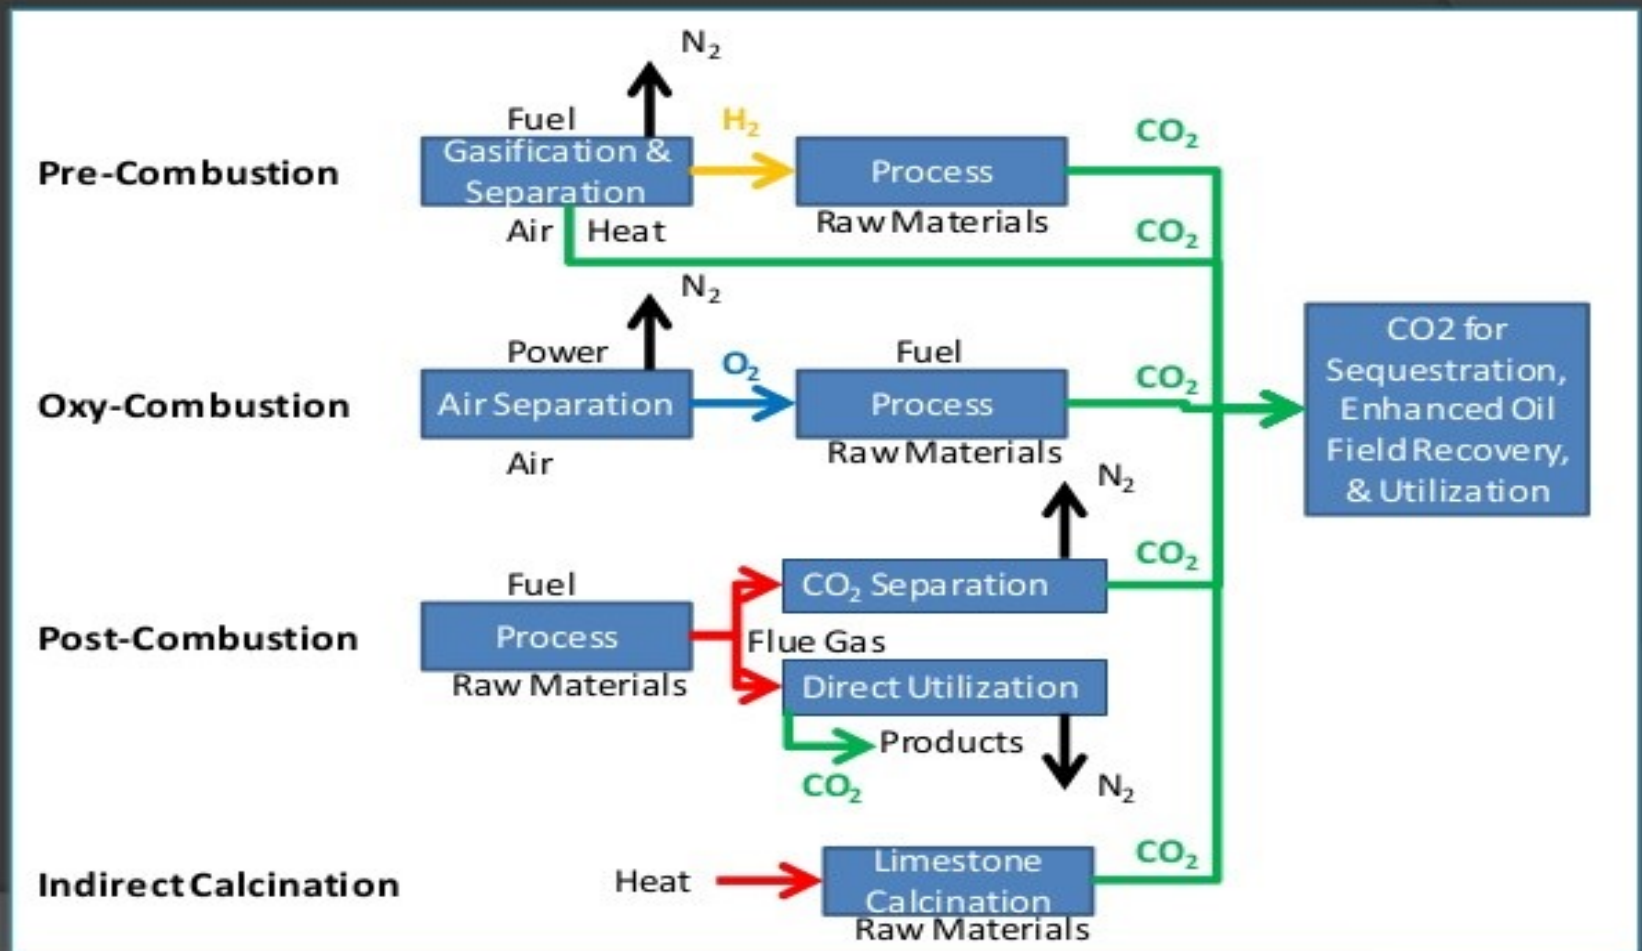 N₂
Fuel
H₂
CO₂
Pre-Combustion
Gasification &
Separation
Process
Air
Heat
Raw Materials
CO₂
N₂
Power
O₂
Fuel
CO₂
Oxy-Combustion
Air Separation
Process
Air
Raw Materials
CO2 for
Sequestration,
Enhanced Oil
Field Recovery,
& Utilization
N₂
Fuel
CO₂ Separation
CO₂
Post-Combustion
Process
Flue Gas
Raw Materials
Direct Utilization
Products
CO₂
N₂
Indirect Calcination
Heat
Limestone
Calcination
CO₂
Raw Materials